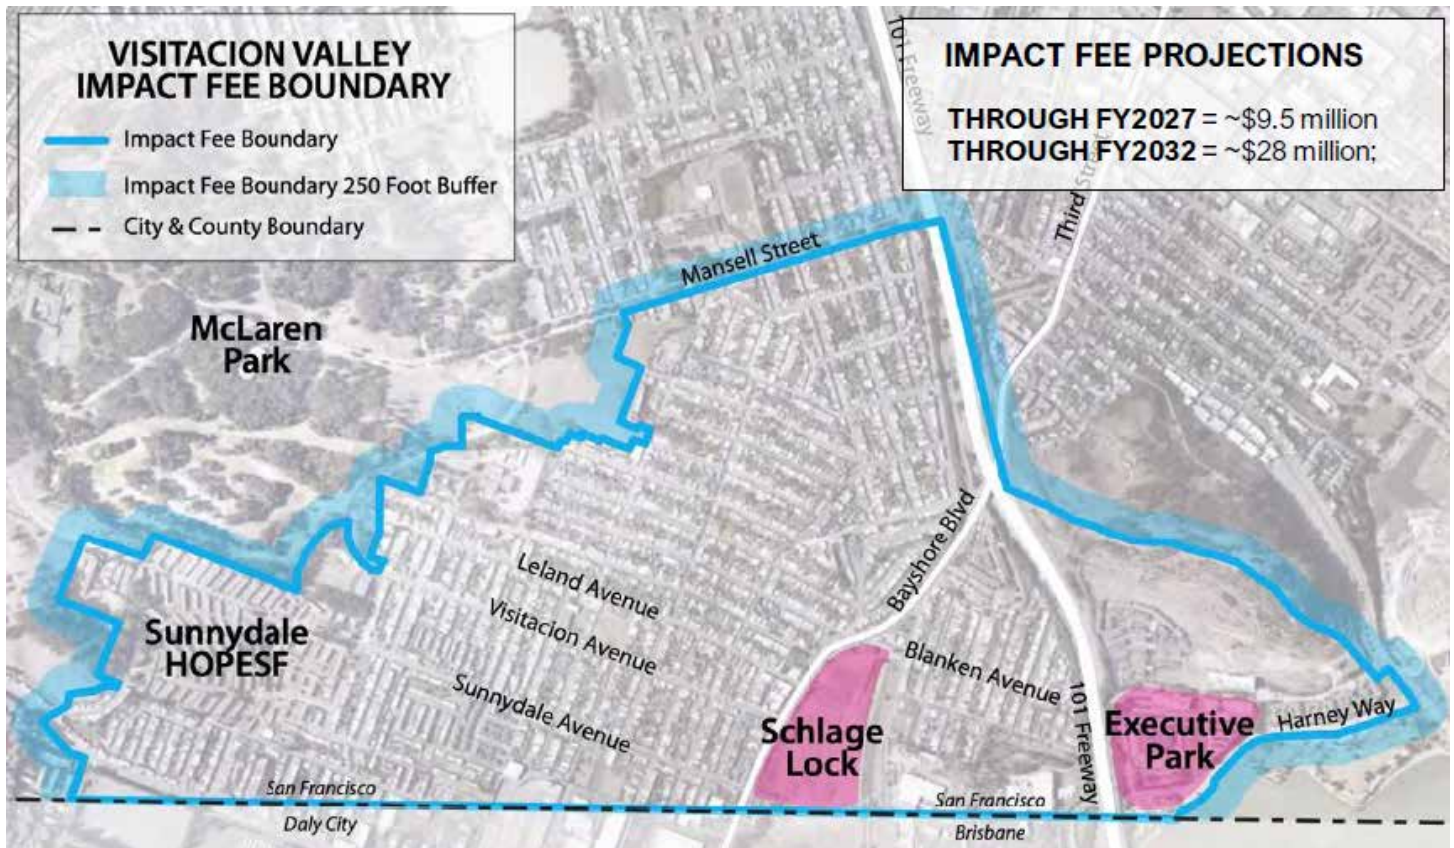 VISITACION VALLEY
IMPACT FEE BOUNDARY
Impact Fee Boundary
Impact Fee Boundary 250 Foot Buffer
City & County Boundary
IMPACT FEE PROJECTIONS
THROUGH FY2027 = ~$9.5 million
THROUGH FY2032 = ~$28 million;
101 Freeway
Third Street
Mansell Street
McLaren
Park
Bayshore Blvd
Leland Avenue
Visitacion Avenue
Sunnydale Avenue
Sunnydale
HOPESF
Blanken Avenue
101 Freeway
Schlage
Lock
Executive
Park
Harney Way
San Francisco
Daly City
San Francisco
Brisbane